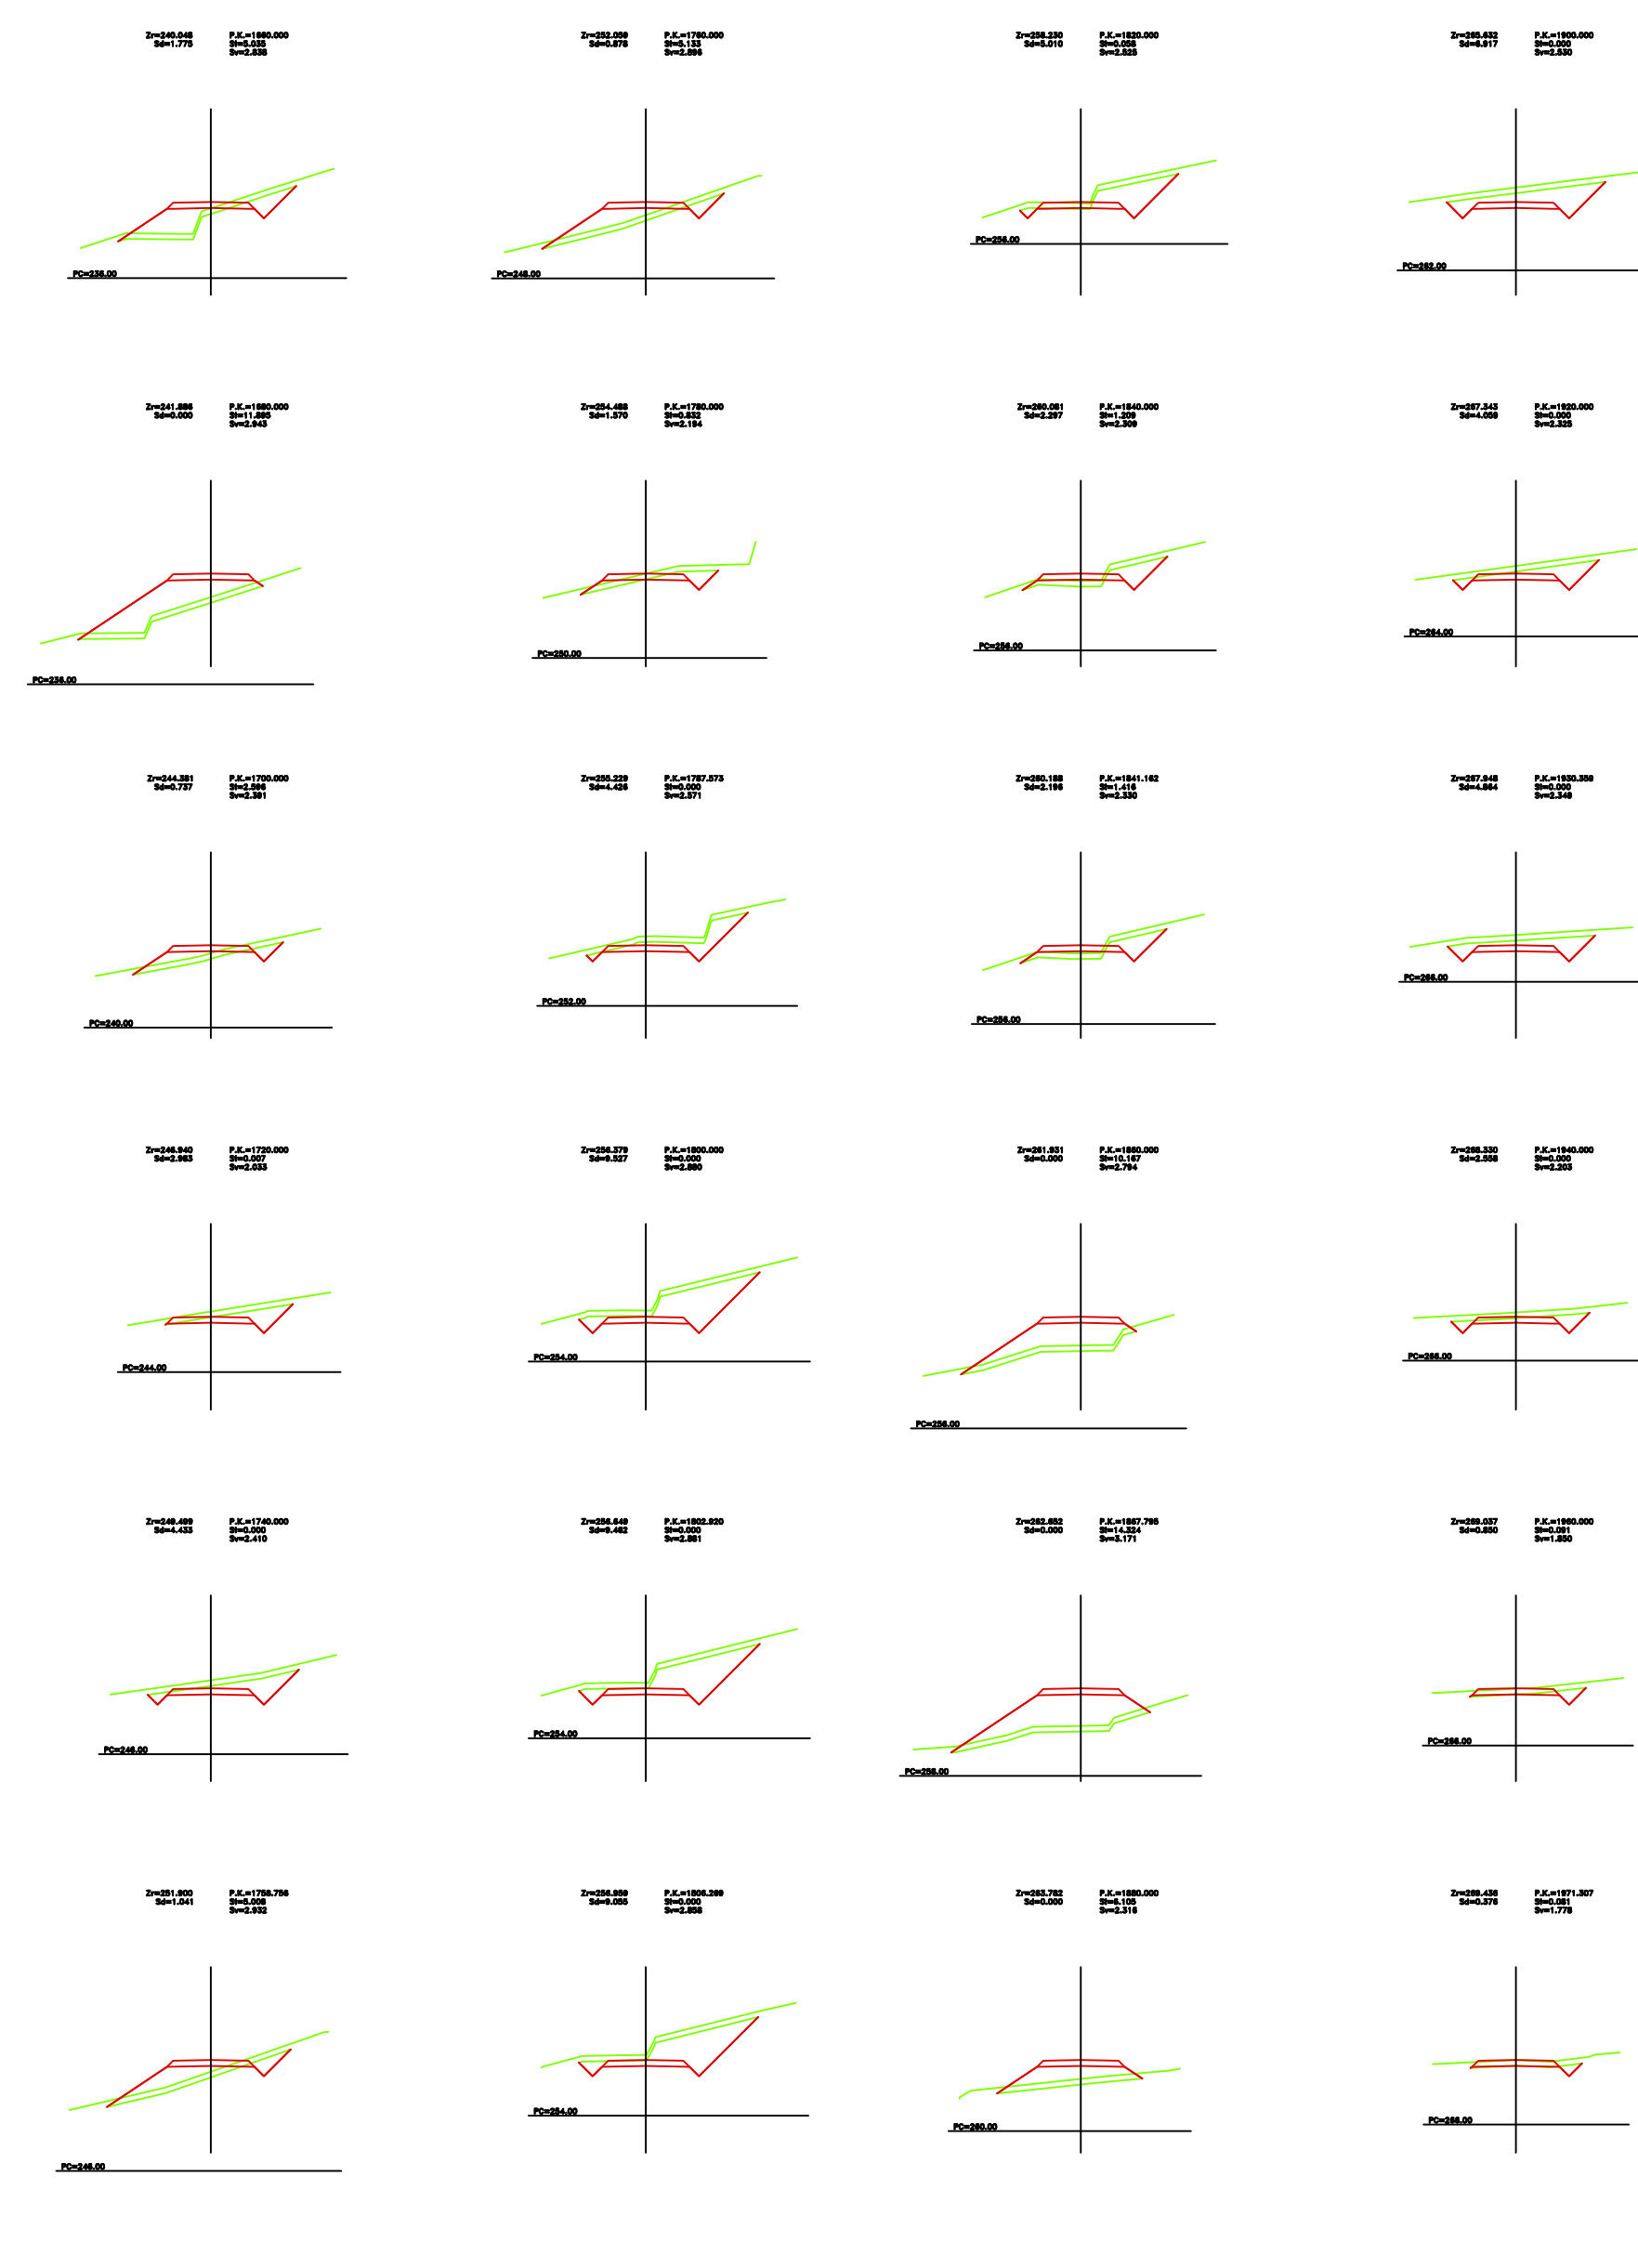 Zr=240.048 P.K.=1660.000
Sd=1.775 St=5.035
Sv=2.838
PC=236.00
Zr=252.059 P.K.=1760.000
Sd=0.878 St=5.133
Sv=2.896
PC=248.00
Zr=258.230 P.K.=1820.000
Sd=5.010 St=0.058
Sv=2.525
PC=256.00
Zr=265.632 P.K.=1900.000
Sd=6.917 St=0.000
Sv=2.530
PC=262.00
Zr=241.886 P.K.=1680.000
Sd=0.000 St=11.895
Sv=2.943
PC=236.00
Zr=254.488 P.K.=1780.000
Sd=1.570 St=0.832
Sv=2.194
PC=250.00
Zr=260.081 P.K.=1840.000
Sd=2.297 St=1.209
Sv=2.309
PC=256.00
Zr=267.343 P.K.=1920.000
Sd=4.059 St=0.000
Sv=2.325
PC=264.00
Zr=244.381 P.K.=1700.000
Sd=0.737 St=2.596
Sv=2.391
PC=240.00
Zr=255.229 P.K.=1787.573
Sd=4.426 St=0.000
Sv=2.571
PC=252.00
Zr=260.188 P.K.=1841.162
Sd=2.196 St=1.416
Sv=2.330
PC=256.00
Zr=267.948 P.K.=1930.359
Sd=4.864 St=0.000
Sv=2.349
PC=266.00
Zr=246.940 P.K.=1720.000
Sd=2.963 St=0.007
Sv=2.033
PC=244.00
Zr=256.379 P.K.=1800.000
Sd=9.527 St=0.000
Sv=2.880
PC=254.00
Zr=261.931 P.K.=1860.000
Sd=0.000 St=10.167
Sv=2.794
PC=256.00
Zr=268.330 P.K.=1940.000
Sd=2.558 St=0.000
Sv=2.203
PC=266.00
Zr=249.499 P.K.=1740.000
Sd=4.433 St=0.000
Sv=2.410
PC=246.00
Zr=256.649 P.K.=1802.920
Sd=9.462 St=0.000
Sv=2.881
PC=254.00
Zr=262.652 P.K.=1867.795
Sd=0.000 St=14.324
Sv=3.171
PC=256.00
Zr=269.037 P.K.=1960.000
Sd=0.850 St=0.091
Sv=1.850
PC=266.00
Zr=251.900 P.K.=1758.756
Sd=1.041 St=5.008
Sv=2.932
PC=246.00
Zr=256.959 P.K.=1806.269
Sd=9.055 St=0.000
Sv=2.858
PC=254.00
Zr=263.782 P.K.=1880.000
Sd=0.000 St=6.105
Sv=2.316
PC=260.00
Zr=269.436 P.K.=1971.307
Sd=0.376 St=0.081
Sv=1.778
PC=266.00